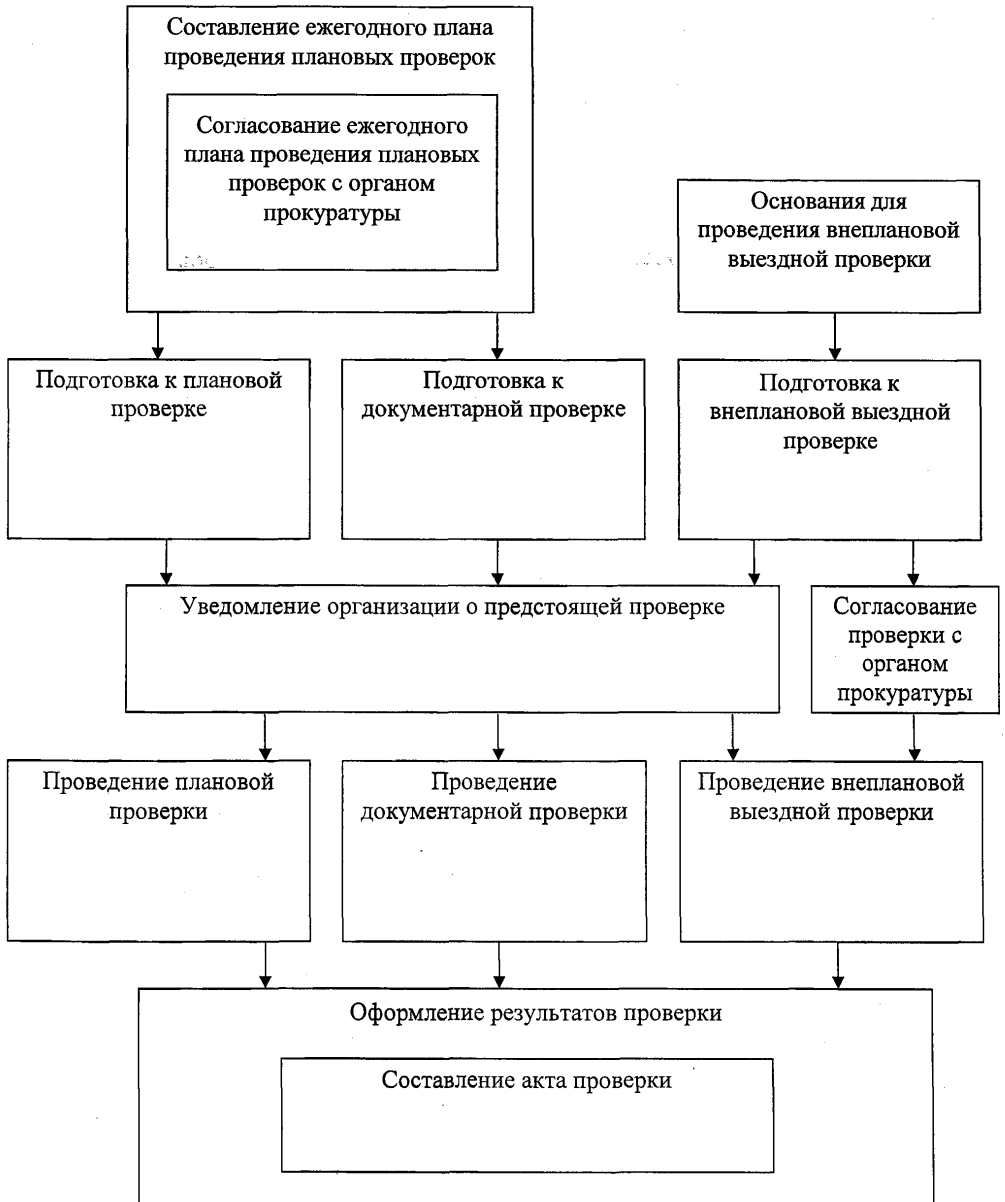 Составление ежегодного плана
проведения плановых проверок
Согласование ежегодного
плана проведения плановых
проверок с органом
прокуратуры
Основания для
проведения внеплановой
выездной проверки
Подготовка к плановой
проверке
Подготовка к
документарной проверке
Подготовка к
внеплановой выездной
проверке
Уведомление организации о предстоящей проверке
Согласование
проверки с
органом
прокуратуры
Проведение плановой
проверки
Проведение
документарной проверки
Проведение внеплановой
выездной проверки
Оформление результатов проверки
Составление акта проверки